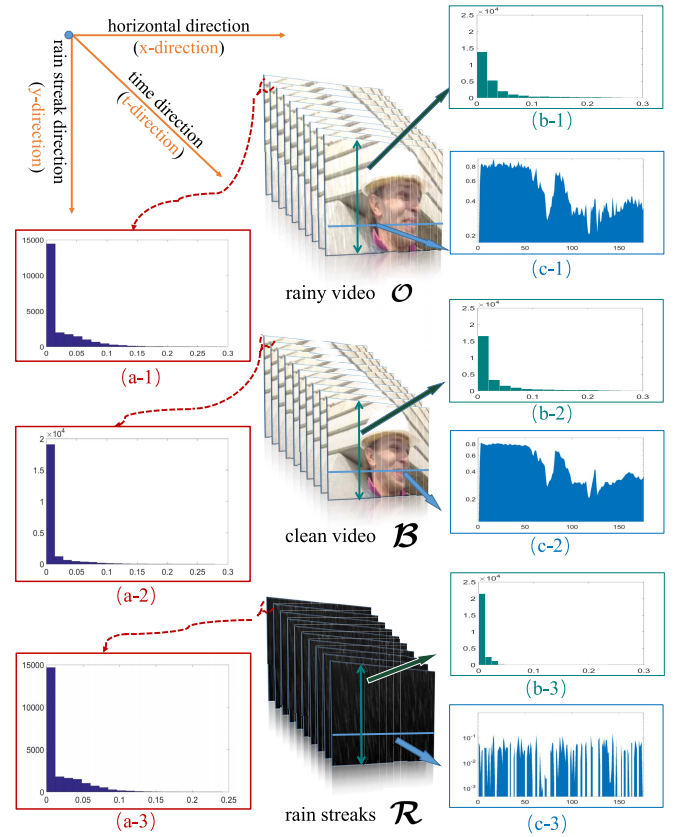 horizontal direction
(x-direction)
rain streak direction
(y-direction)
time direction
(t-direction)
2.5 ×10⁴
2
1.5
1
0.5
0
0 0.1 0.2 0.3
(b-1)
0.8
0.6
0.4
0.2
0 50 100 150
(c-1)
rainy video O
15000
10000
5000
0
0 0.05 0.1 0.15 0.2 0.25 0.3
(a-1)
2.5 ×10⁴
2
1.5
1
0.5
0
0 0.1 0.2 0.3
(b-2)
0.8
0.6
0.4
0.2
0 50 100 150
(c-2)
clean video B
2 ×10⁴
1.5
1
0.5
0
0 0.05 0.1 0.15 0.2 0.25 0.3
(a-2)
2.5 ×10⁴
2
1.5
1
0.5
0
0 0.1 0.2 0.3
(b-3)
10⁻¹
10⁻²
10⁻³
0 50 100 150
(c-3)
rain streaks R
15000
10000
5000
0
0 0.05 0.1 0.15 0.2 0.25
(a-3)